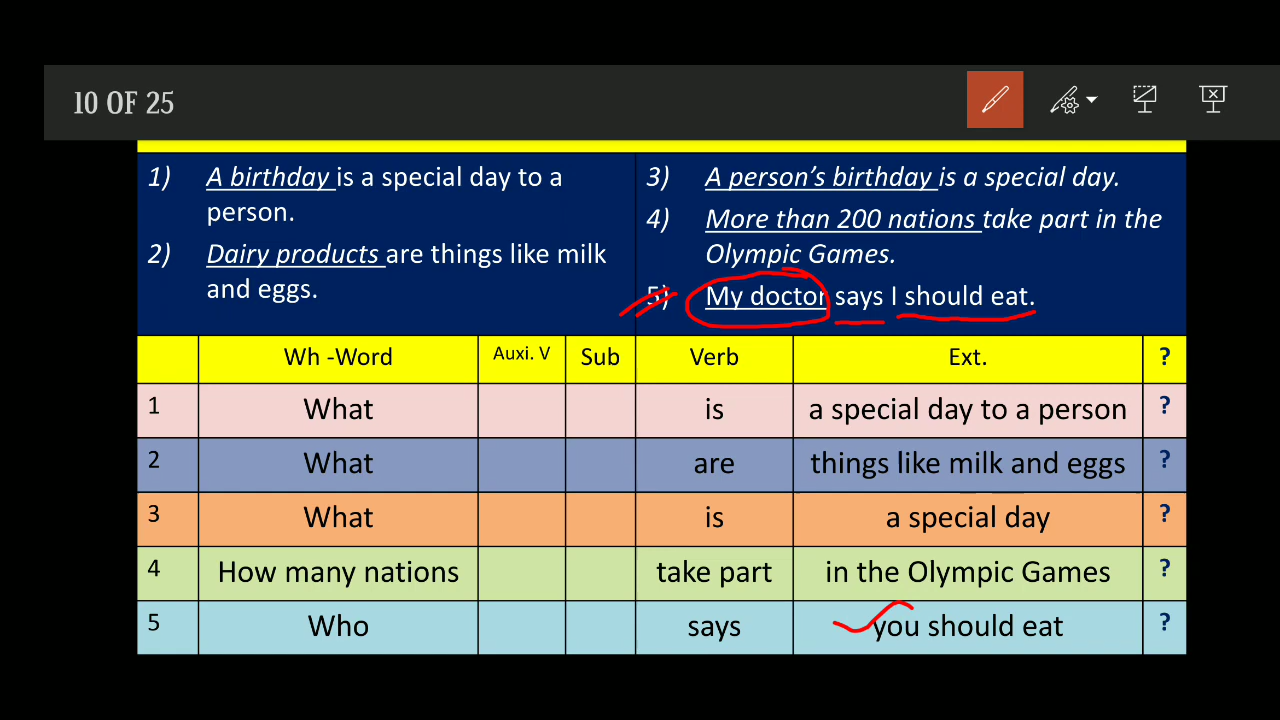 10 OF 25
1) A birthday is a special day to a
person.
2) Dairy products are things like milk
and eggs.
3) A person's birthday is a special day.
4) More than 200 nations take part in the
Olympic Games.
5) My doctor says I should eat.
Wh -Word Auxi. V Sub Verb Ext. ?
1 What is a special day to a person ?
2 What are things like milk and eggs ?
3 What is a special day ?
4 How many nations take part in the Olympic Games ?
5 Who says you should eat ?